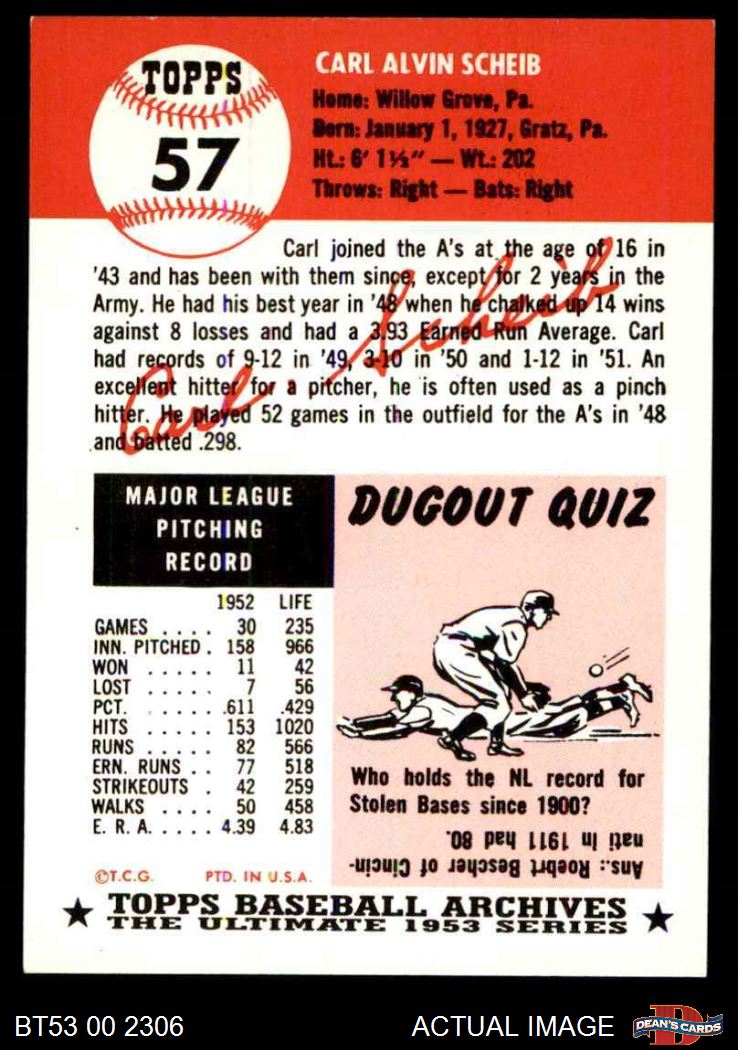 TOPPS
57
CARL ALVIN SCHEIB
Home: Willow Grove, Pa.
Born: January 1, 1927, Gratz, Pa.
Ht.: 6' 1½" — Wt.: 202
Throws: Right — Bats: Right
Carl joined the A's at the age of 16 in
'43 and has been with them since, except for 2 years in the
Army. He had his best year in '48 when he chalked up 14 wins
against 8 losses and had a 3.93 Earned Run Average. Carl
had records of 9-12 in '49, 3-10 in '50 and 1-12 in '51. An
excellent hitter for a pitcher, he is often used as a pinch
hitter. He played 52 games in the outfield for the A's in '48
and batted .298.
Carl Scheib
MAJOR LEAGUE
PITCHING
RECORD
1952 LIFE
GAMES . . . . 30 235
INN. PITCHED . 158 966
WON . . . . . 11 42
LOST . . . . . 7 56
PCT. . . . . . .611 .429
HITS . . . . . 153 1020
RUNS . . . . . 82 566
ERN. RUNS . . 77 518
STRIKEOUTS . 42 259
WALKS . . . . 50 458
E. R. A. . . . . 4.39 4.83
©T.C.G. PTD. IN U.S.A.
DUGOUT QUIZ
Who holds the NL record for
Stolen Bases since 1900?
Ans.: Roebrt Bescher of Cincin-
nati in 1911 had 80.
TOPPS BASEBALL ARCHIVES
THE ULTIMATE 1953 SERIES
BT53 00 2306 ACTUAL IMAGE
DEAN'S CARDS